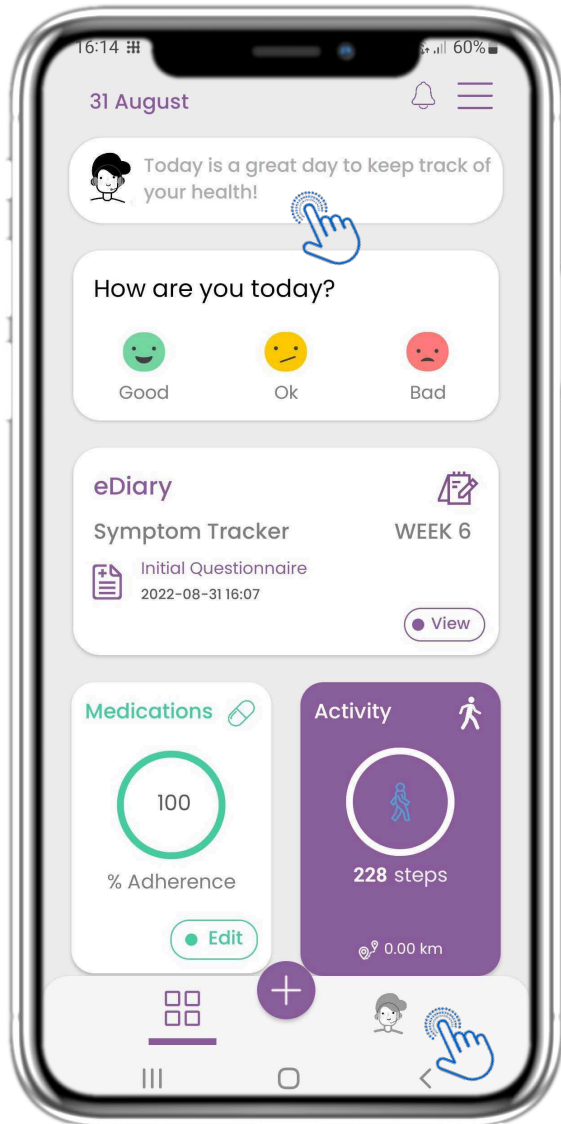 16:14
60%
31 August
Today is a great day to keep track of
your health!
How are you today?
Good
Ok
Bad
eDiary
Symptom Tracker
WEEK 6
Initial Questionnaire
2022-08-31 16:07
View
Medications
Activity
100
% Adherence
228 steps
Edit
0.00 km